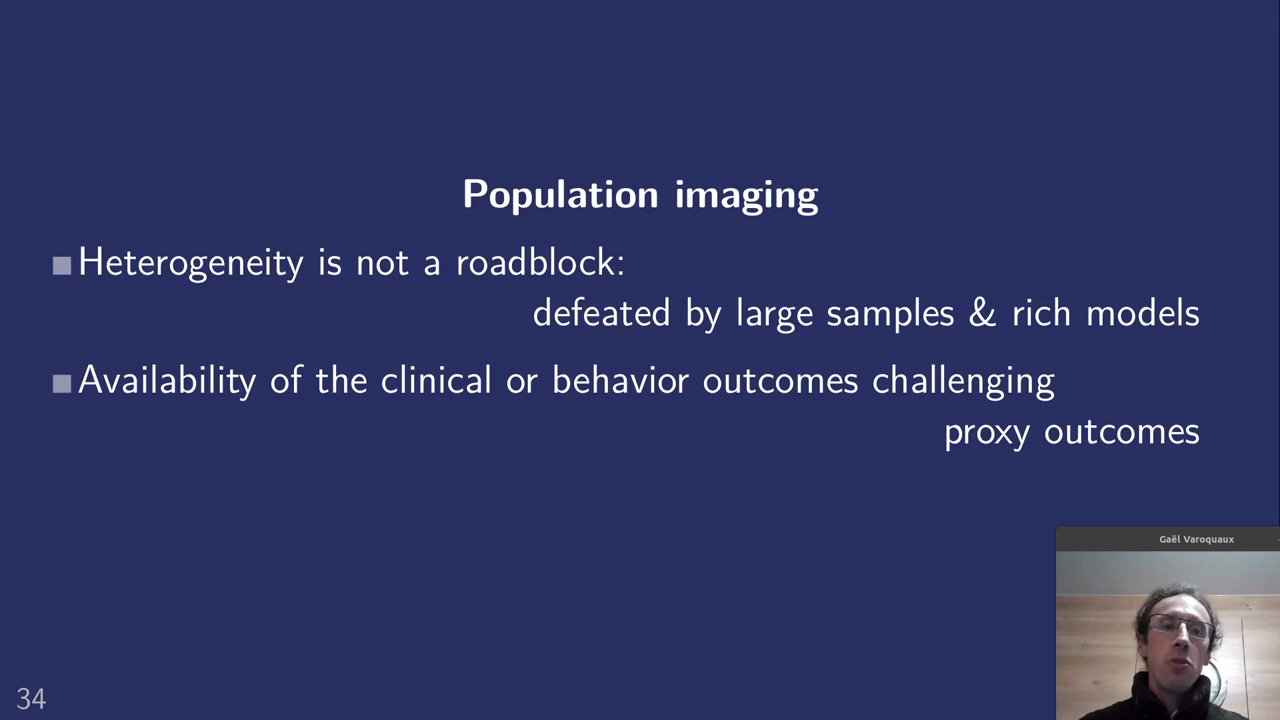 Population imaging
Heterogeneity is not a roadblock:
defeated by large samples & rich models
Availability of the clinical or behavior outcomes challenging
proxy outcomes
Gaël Varoquaux
34